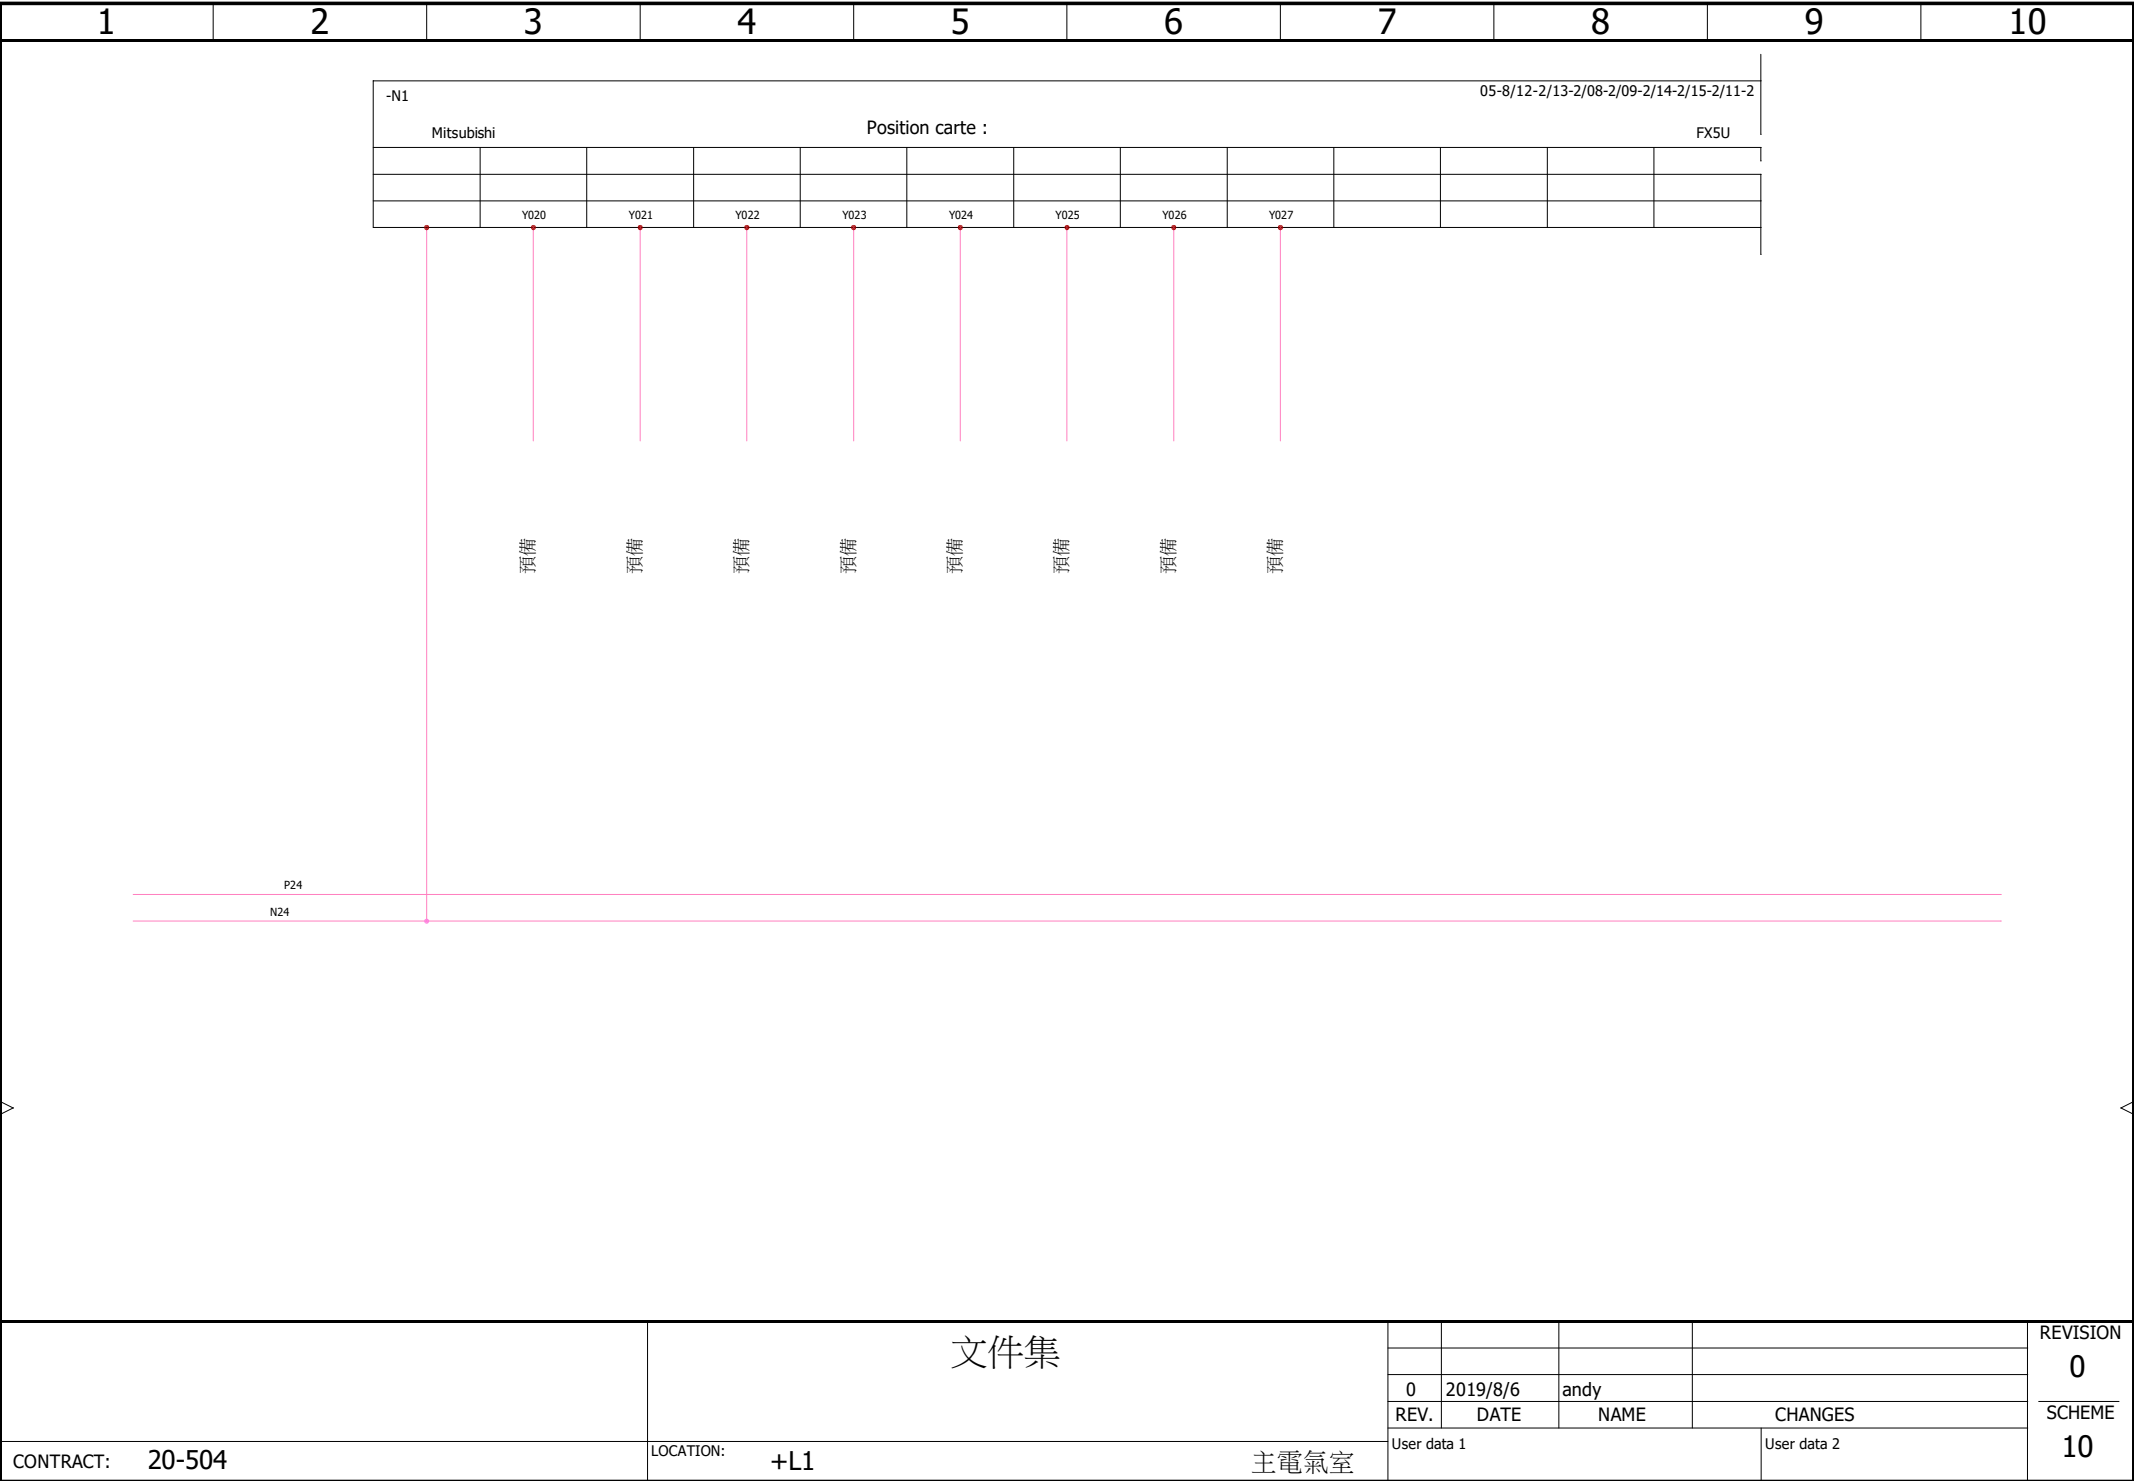 1 2 3 4 5 6 7 8 9 10
-N1 05-8/12-2/13-2/08-2/09-2/14-2/15-2/11-2
Mitsubishi Position carte : FX5U
Y020 Y021 Y022 Y023 Y024 Y025 Y026 Y027
預備 預備 預備 預備 預備 預備 預備 預備
P24
N24
文件集
0 2019/8/6 andy
REV. DATE NAME CHANGES
REVISION
0
SCHEME
10
CONTRACT: 20-504
LOCATION: +L1 主電氣室
User data 1 User data 2